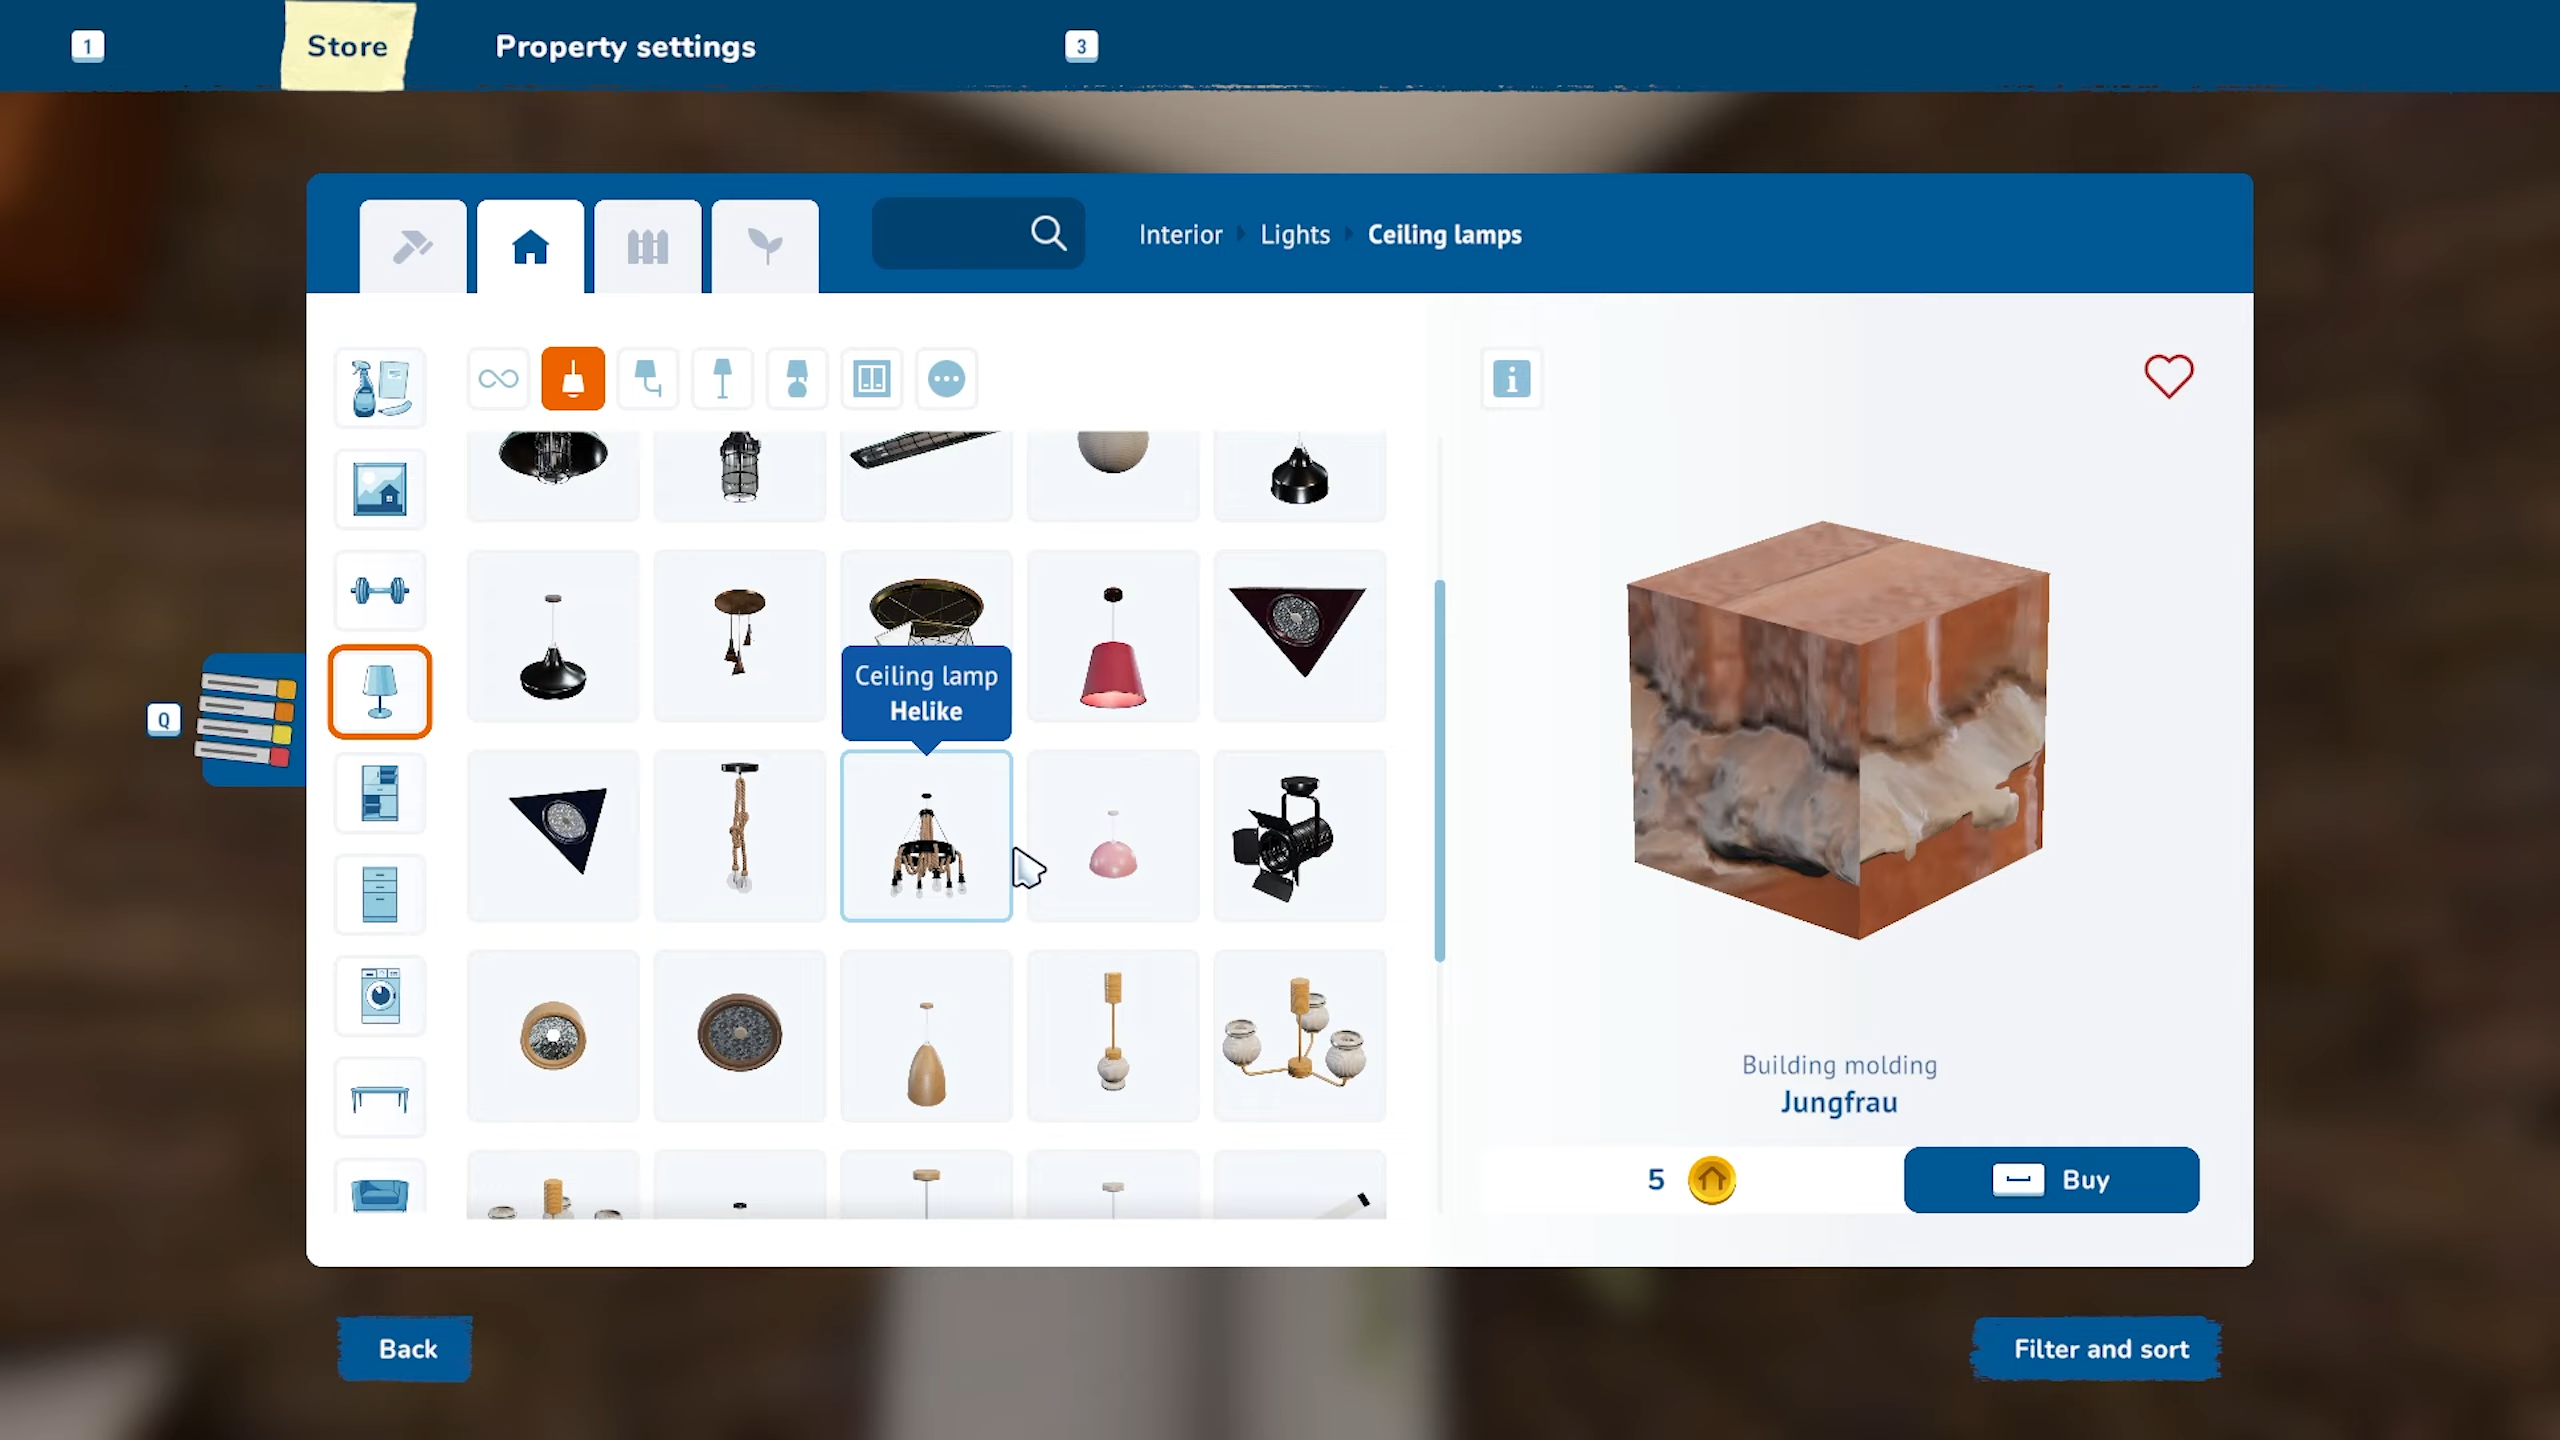 1
Store
Property settings
3
Interior
Lights
Ceiling lamps
Ceiling lamp
Helike
Q
Building molding
Jungfrau
5
Buy
Back
Filter and sort